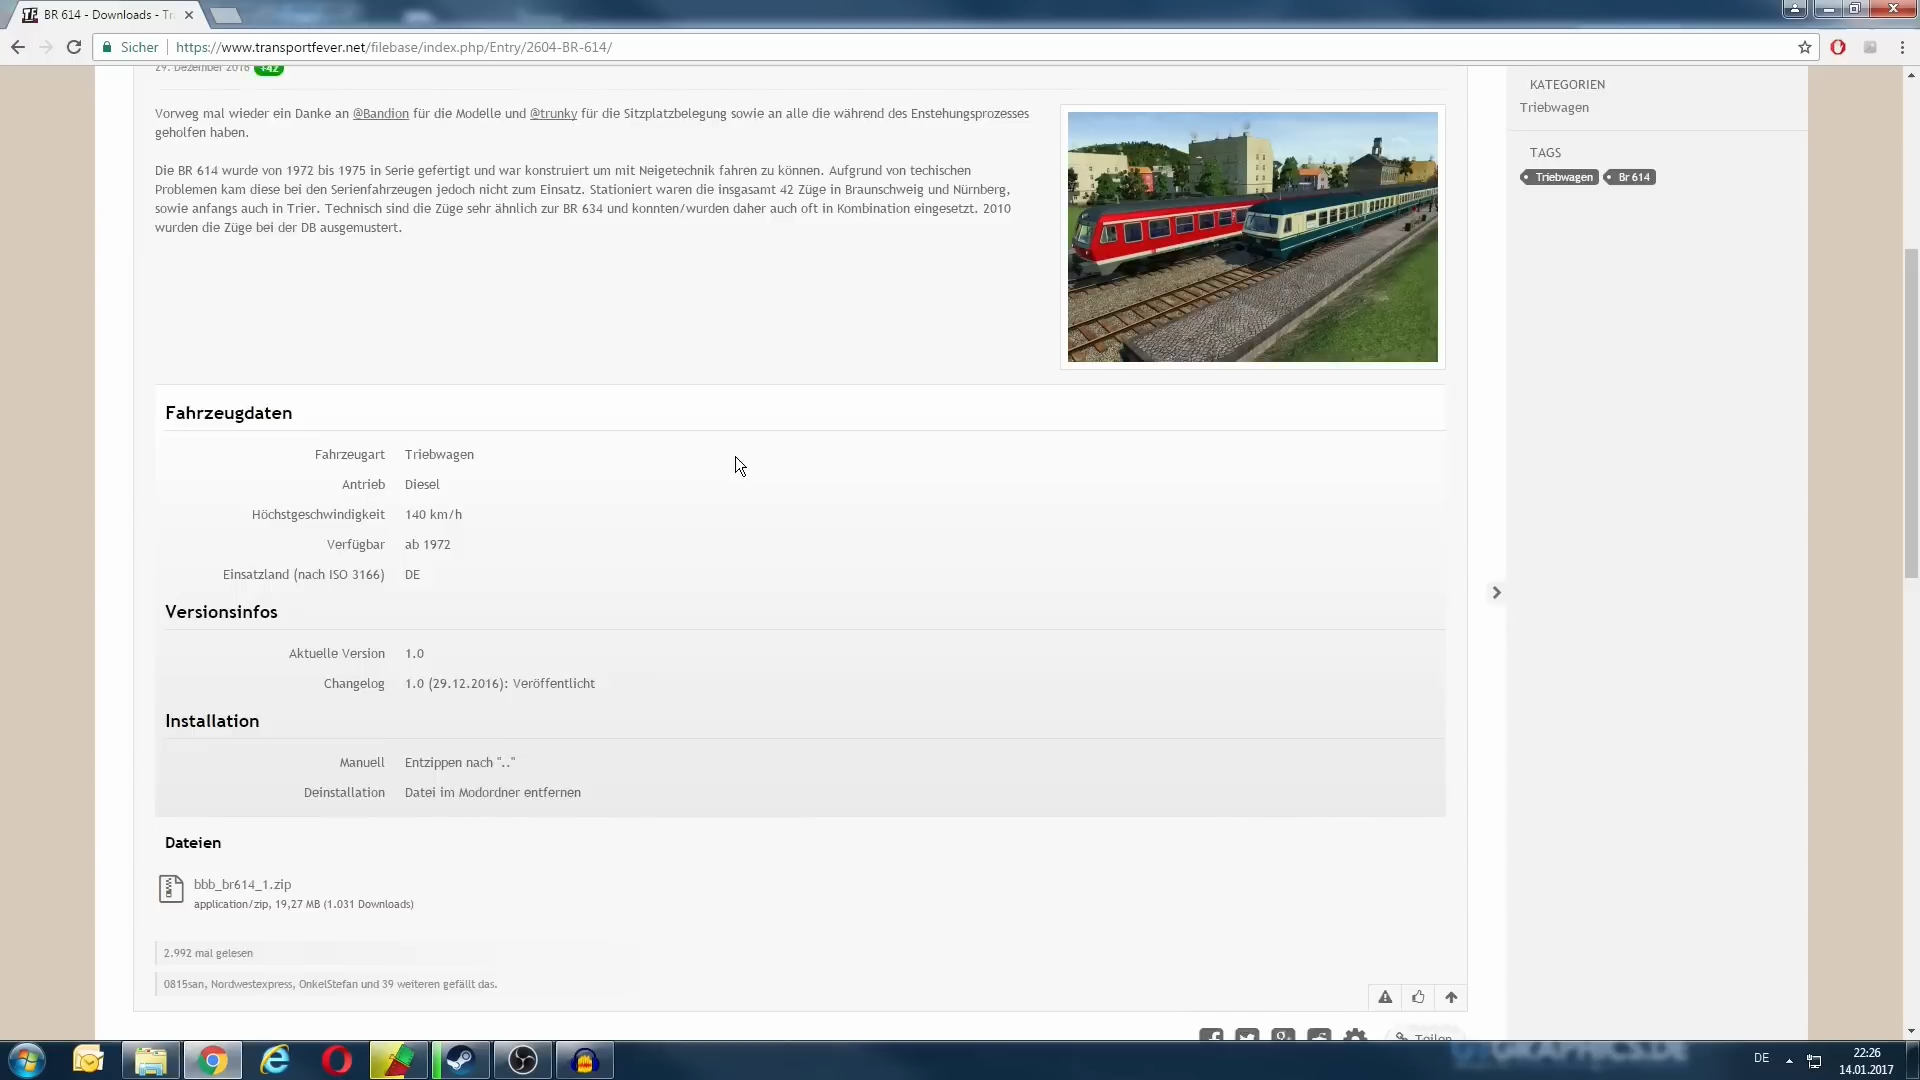 BR 614 - Downloads - Tr
Sicher
https://www.transportfever.net/filebase/index.php/Entry/2604-BR-614/
29. Dezember 2016 +42
Vorweg mal wieder ein Danke an @Bandion für die Modelle und @trunky für die Sitzplatzbelegung sowie an alle die während des Enstehungsprozesses
geholfen haben.
Die BR 614 wurde von 1972 bis 1975 in Serie gefertigt und war konstruiert um mit Neigetechnik fahren zu können. Aufgrund von techischen
Problemen kam diese bei den Serienfahrzeugen jedoch nicht zum Einsatz. Stationiert waren die insgasamt 42 Züge in Braunschweig und Nürnberg,
sowie anfangs auch in Trier. Technisch sind die Züge sehr ähnlich zur BR 634 und konnten/wurden daher auch oft in Kombination eingesetzt. 2010
wurden die Züge bei der DB ausgemustert.
KATEGORIEN
Triebwagen
TAGS
Triebwagen Br 614
Fahrzeugdaten
Fahrzeugart Triebwagen
Antrieb Diesel
Höchstgeschwindigkeit 140 km/h
Verfügbar ab 1972
Einsatzland (nach ISO 3166) DE
Versionsinfos
Aktuelle Version 1.0
Changelog 1.0 (29.12.2016): Veröffentlicht
Installation
Manuell Entzippen nach ".."
Deinstallation Datei im Modordner entfernen
Dateien
bbb_br614_1.zip
application/zip, 19,27 MB (1.031 Downloads)
2.992 mal gelesen
0815san, Nordwestexpress, OnkelStefan und 39 weiteren gefällt das.
Teilen
DE
22:26
14.01.2017